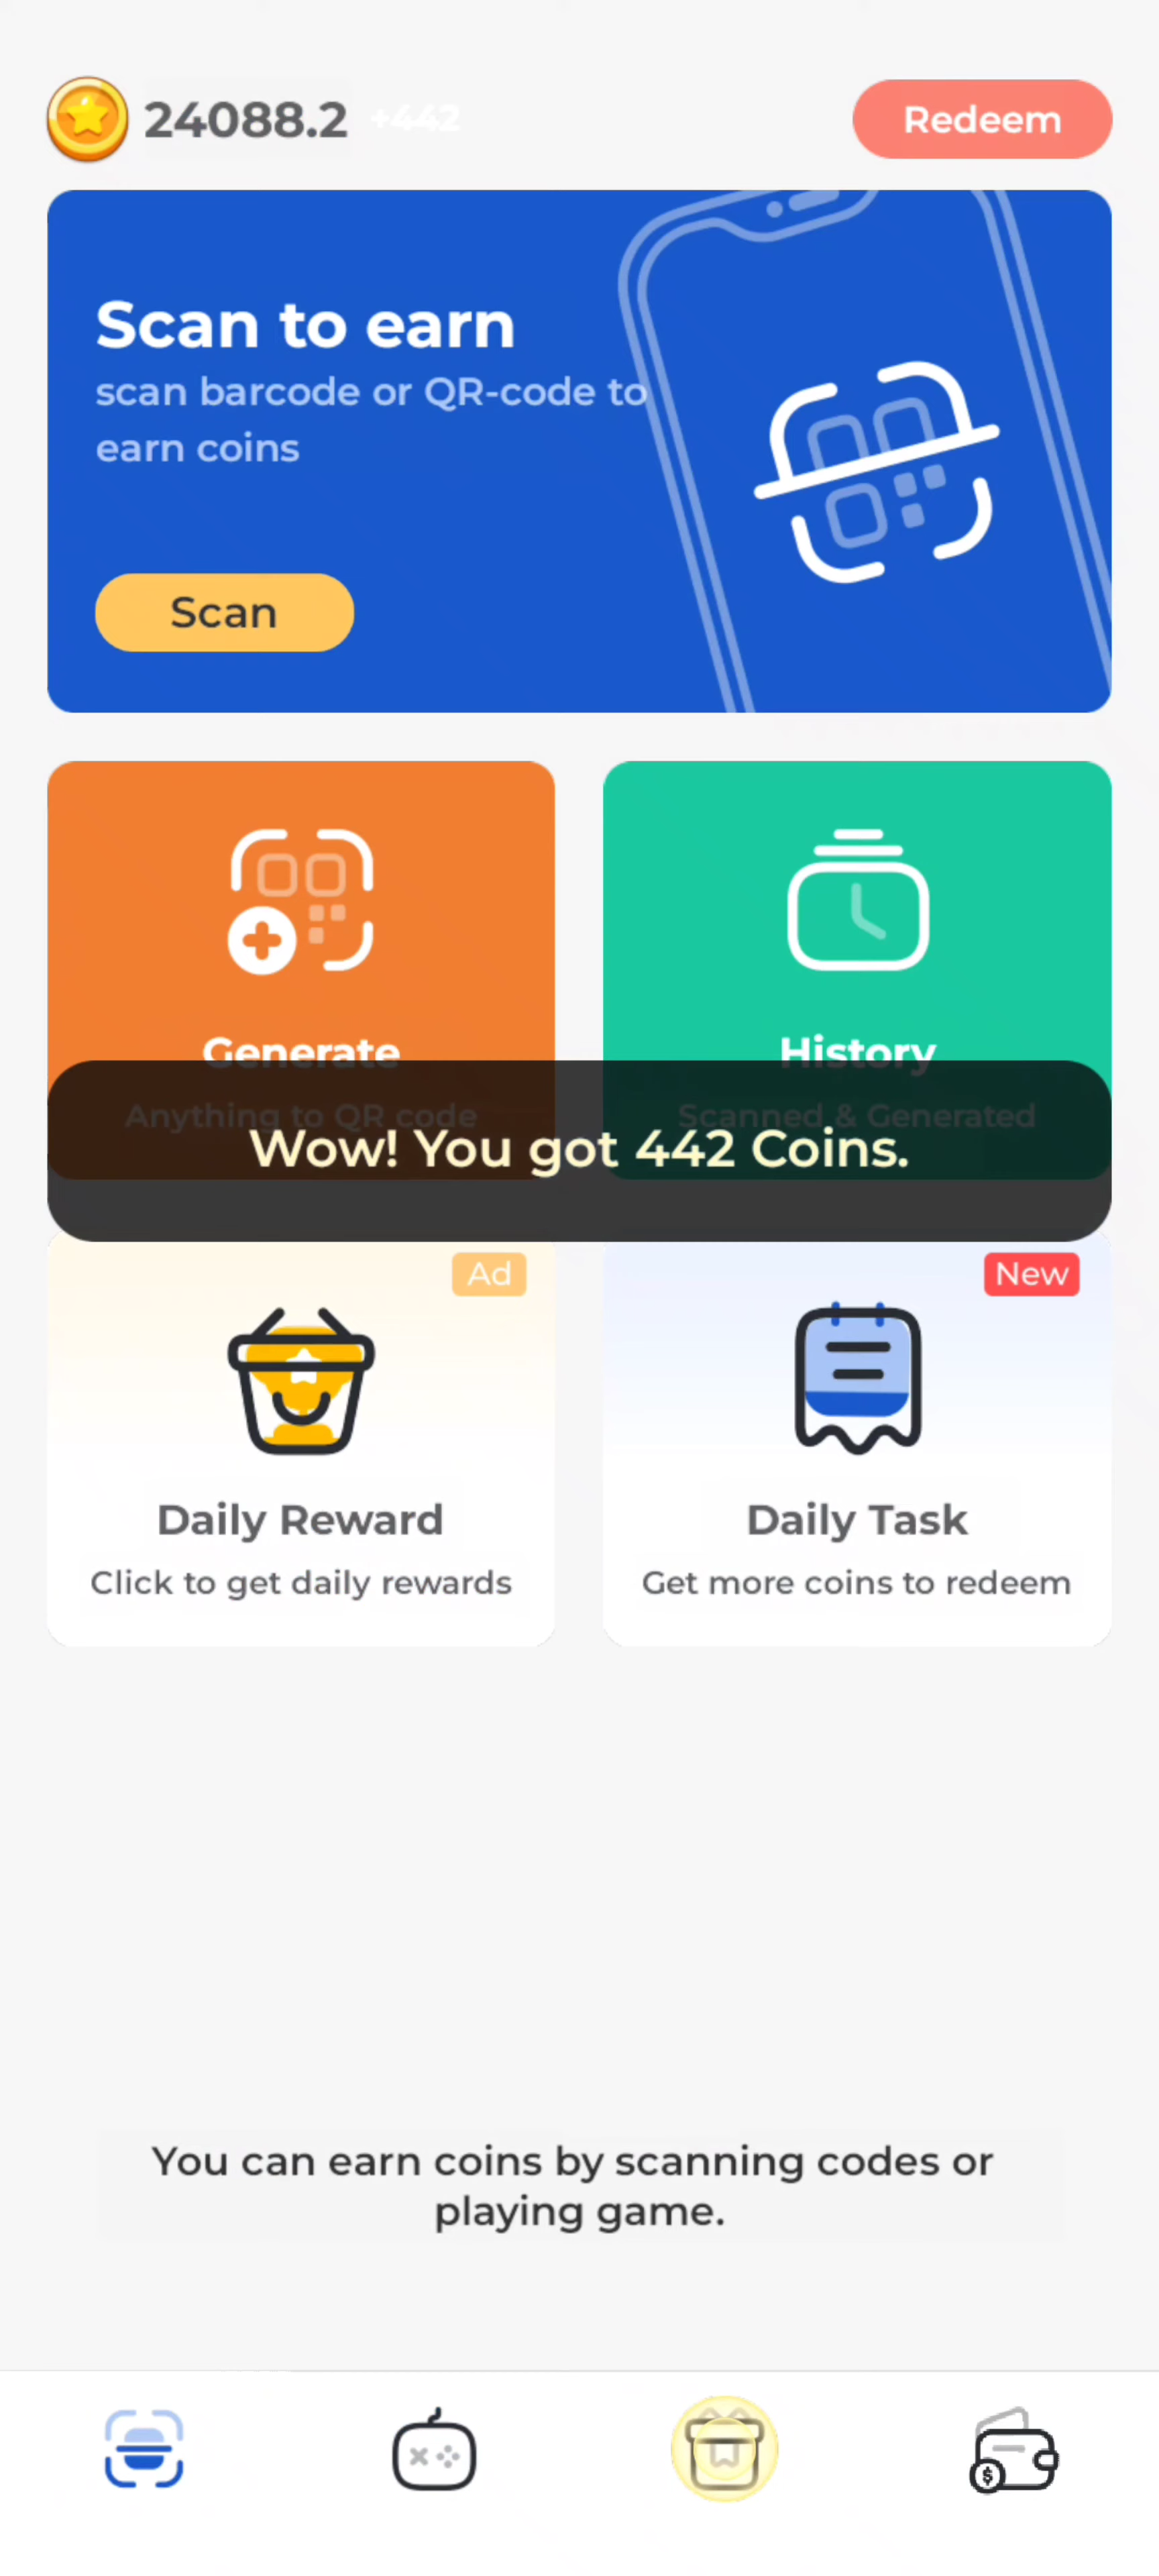 24088.2 +442
Redeem
Scan to earn
scan barcode or QR-code to
earn coins
Scan
Generate
Anything to QR code
History
Scanned & Generated
Wow! You got 442 Coins.
Ad
Daily Reward
Click to get daily rewards
New
Daily Task
Get more coins to redeem
You can earn coins by scanning codes or
playing game.
$